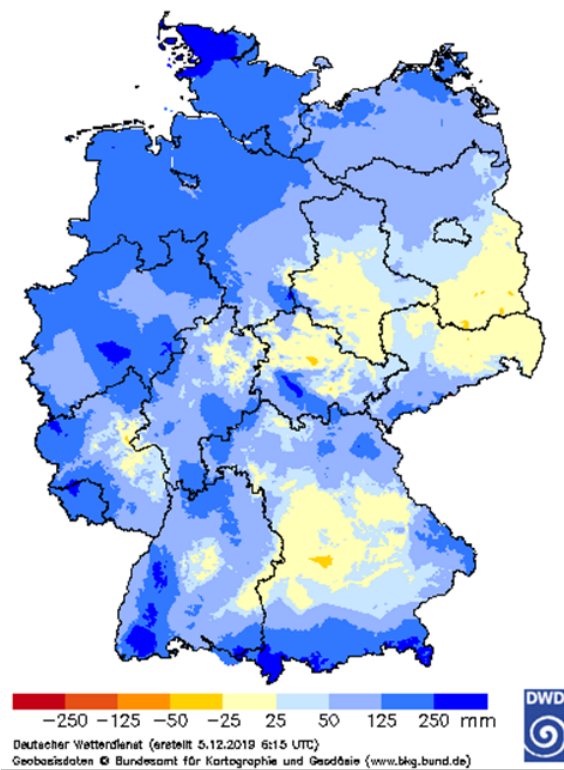 -250 -125 -50 -25 25 50 125 250 mm
Deutscher Wetterdienst (erstellt 5.12.2019 6:15 UTC)
Geobasisdaten © Bundesamt für Kartographie und Geodäsie (www.bkg.bund.de)
DWD